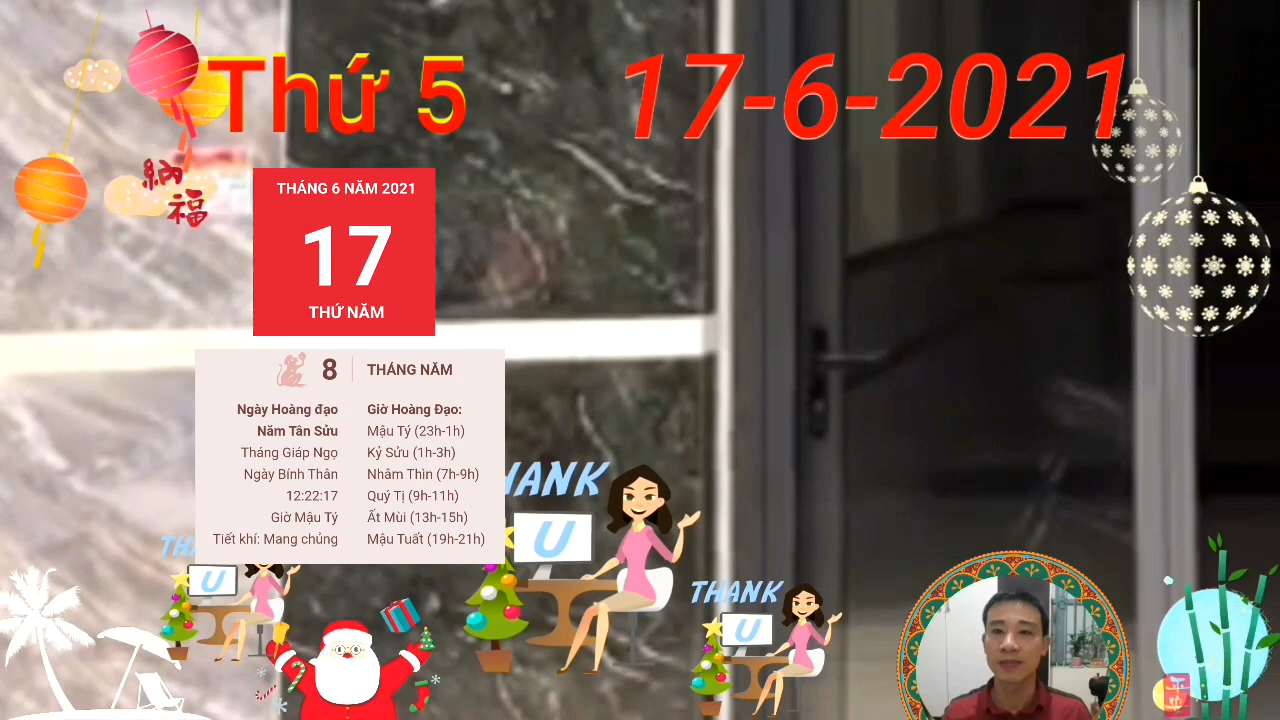 Thứ 5 17-6-2021
納
福
THÁNG 6 NĂM 2021
17
THỨ NĂM
8 THÁNG NĂM
Ngày Hoàng đạo
Năm Tân Sửu
Tháng Giáp Ngọ
Ngày Bính Thân
12:22:17
Giờ Mậu Tý
Tiết khí: Mang chủng
Giờ Hoàng Đạo:
Mậu Tý (23h-1h)
Kỷ Sửu (1h-3h)
Nhâm Thìn (7h-9h)
Quý Tị (9h-11h)
Ất Mùi (13h-15h)
Mậu Tuất (19h-21h)
HANK
U
TH
U
THANK
U